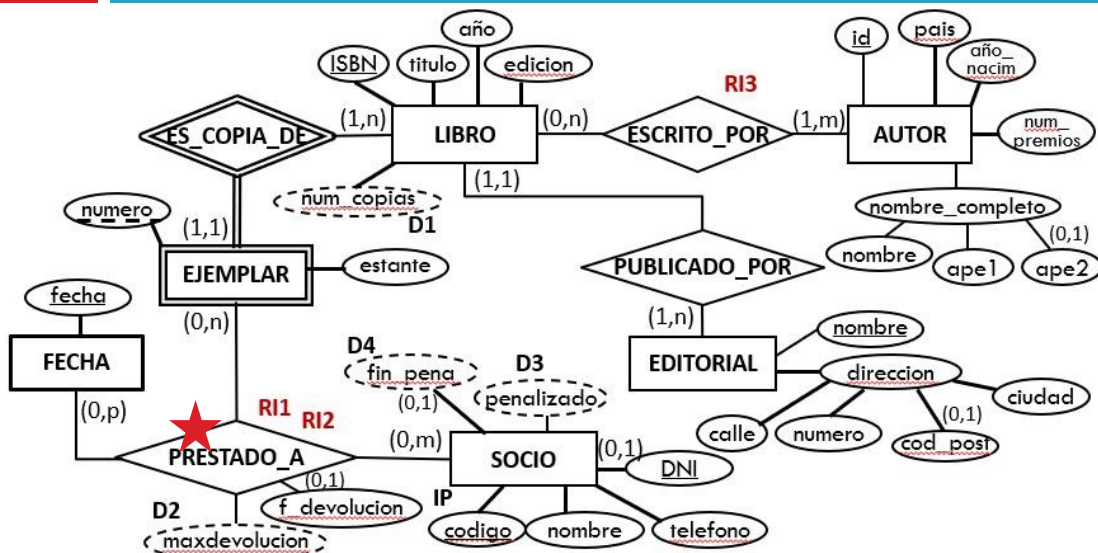 año
ISBN
titulo
edicion
id
pais
año_
nacim
RI3
ES_COPIA_DE
(1,n)
LIBRO
(0,n)
ESCRITO_POR
(1,m)
AUTOR
num_
premios
num_copias
D1
(1,1)
nombre_completo
numero
(1,1)
nombre
ape1
(0,1)
ape2
EJEMPLAR
estante
PUBLICADO_POR
fecha
(0,n)
(1,n)
nombre
FECHA
D4
fin_pena
(0,1)
D3
penalizado
EDITORIAL
direccion
ciudad
(0,p)
RI1
RI2
(0,m)
calle
numero
(0,1)
cod_post
PRESTADO_A
SOCIO
(0,1)
DNI
(0,1)
f_devolucion
IP
D2
maxdevolucion
codigo
nombre
telefono